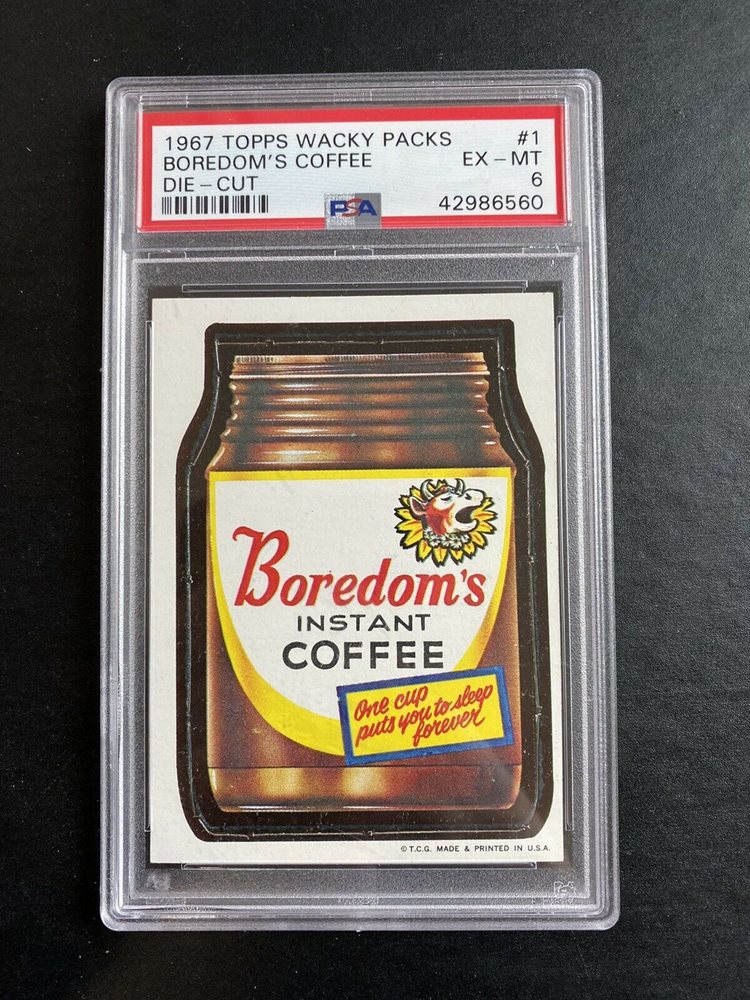 1967 TOPPS WACKY PACKS #1
BOREDOM'S COFFEE EX - MT
DIE - CUT 6
PSA 42986560
Boredom's
INSTANT
COFFEE
One cup
puts you to sleep
forever
© T.C.G. MADE & PRINTED IN U.S.A.